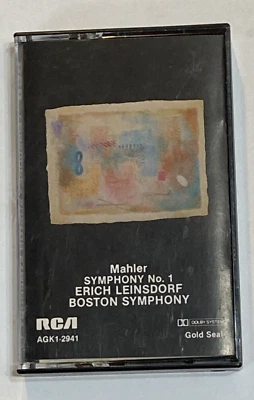 Mahler
SYMPHONY No. 1
ERICH LEINSDORF
BOSTON SYMPHONY
RCA
DOLBY SYSTEM
AGK1-2941
Gold Seal